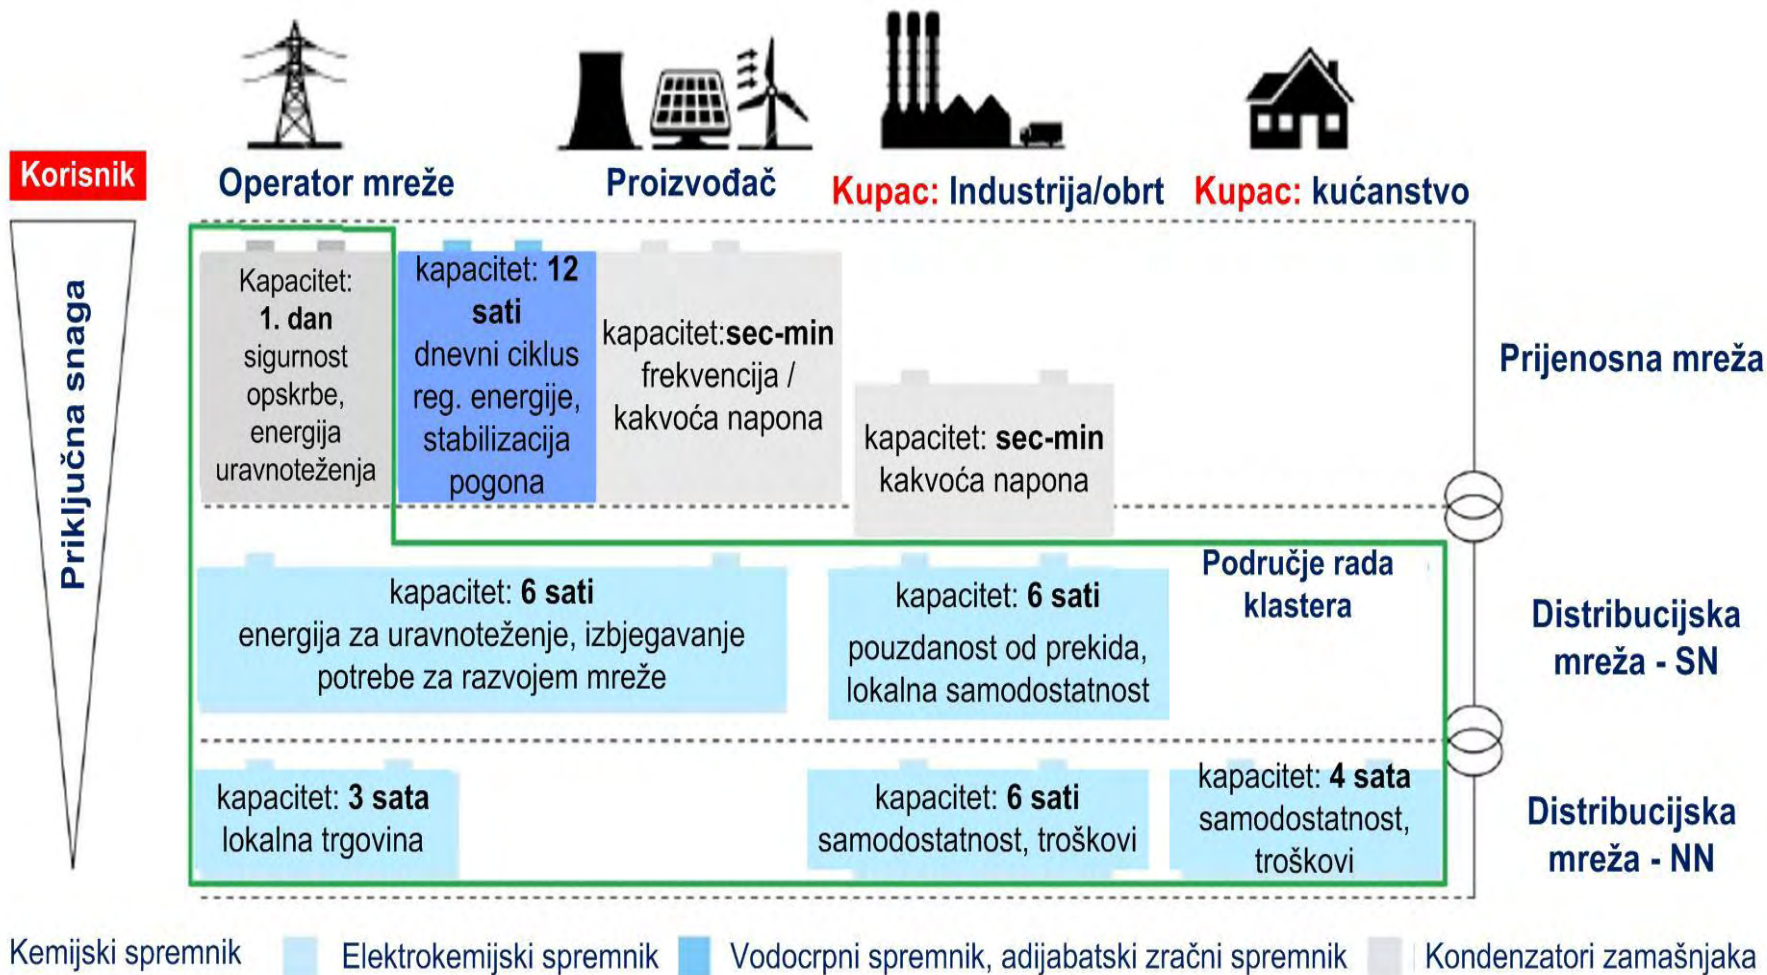 Korisnik
Operator mreže
Proizvođač
Kupac: Industrija/obrt
Kupac: kućanstvo
Priključna snaga
Kapacitet:
1. dan
sigurnost
opskrbe,
energija
uravnoteženja
kapacitet: 12
sati
dnevni ciklus
reg. energije,
stabilizacija
pogona
kapacitet:sec-min
frekvencija /
kakvoća napona
kapacitet: sec-min
kakvoća napona
Prijenosna mreža
kapacitet: 6 sati
energija za uravnoteženje, izbjegavanje
potrebe za razvojem mreže
kapacitet: 6 sati
pouzdanost od prekida,
lokalna samodostatnost
Područje rada
klastera
Distribucijska
mreža - SN
kapacitet: 3 sata
lokalna trgovina
kapacitet: 6 sati
samodostatnost, troškovi
kapacitet: 4 sata
samodostatnost,
troškovi
Distribucijska
mreža - NN
Kemijski spremnik
Elektrokemijski spremnik
Vodocrpni spremnik, adijabatski zračni spremnik
Kondenzatori zamašnjaka